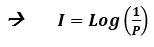 → I = Log(1/P)